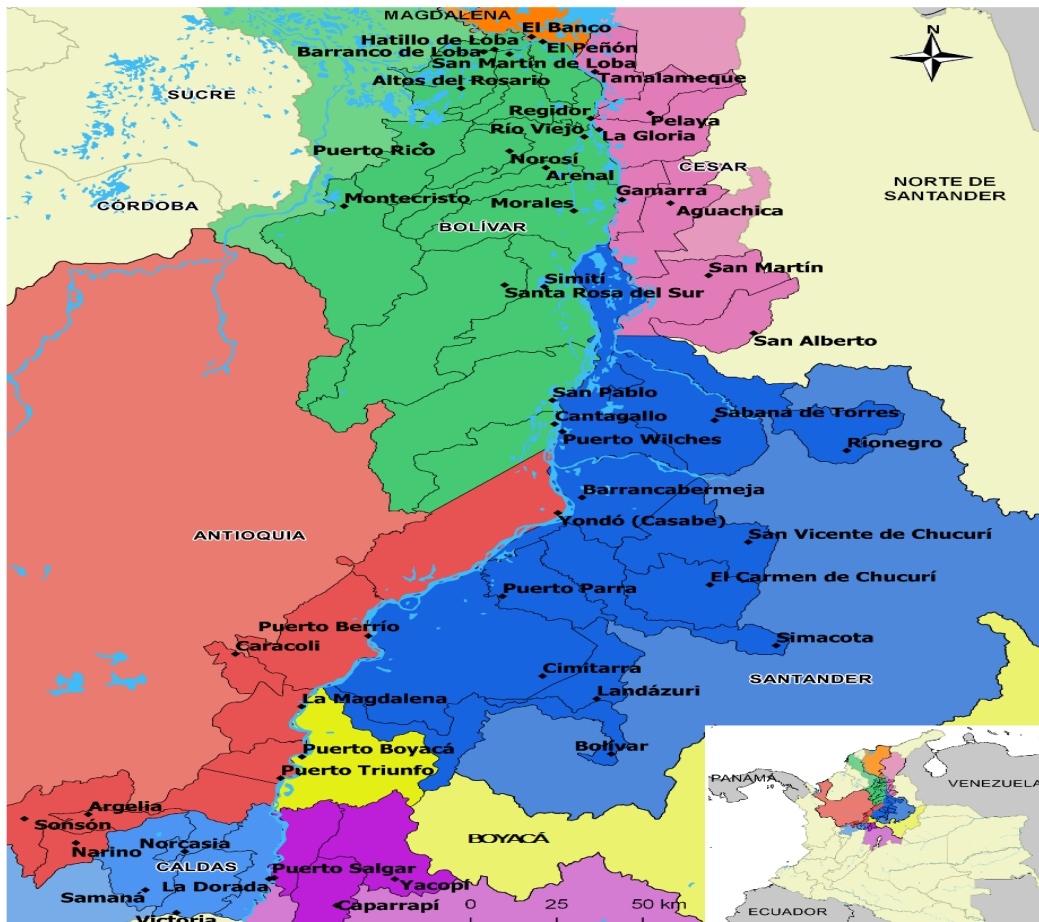 MAGDALENA
El Banco
N
Hatillo de Loba
El Peñón
Barranco de Loba
San Martín de Loba
Tamalameque
Altos del Rosario
SUCRE
Regidor
Pelaya
Río Viejo
La Gloria
Puerto Rico
Norosí
CESAR
Arenal
NORTE DE
SANTANDER
Gamarra
CÓRDOBA
Montecristo
Morales
Aguachica
BOLÍVAR
San Martín
Simití
Santa Rosa del Sur
San Alberto
San Pablo
Cantagallo
Sabana de Torres
Puerto Wilches
Rionegro
Barrancabermeja
Yondó (Casabe)
ANTIOQUIA
San Vicente de Chucurí
El Carmen de Chucurí
Puerto Parra
Puerto Berrío
Caracoli
Simacota
Cimitarra
SANTANDER
Landázuri
La Magdalena
Bolívar
Puerto Boyacá
Puerto Triunfo
PANAMÁ
VENEZUELA
Argelia
Sonsón
Narino
Norcasia
BOYACÁ
CALDAS
Puerto Salgar
Samaná
La Dorada
Yacopí
Caparrapí
0 25 50 km
Victoria
ECUADOR